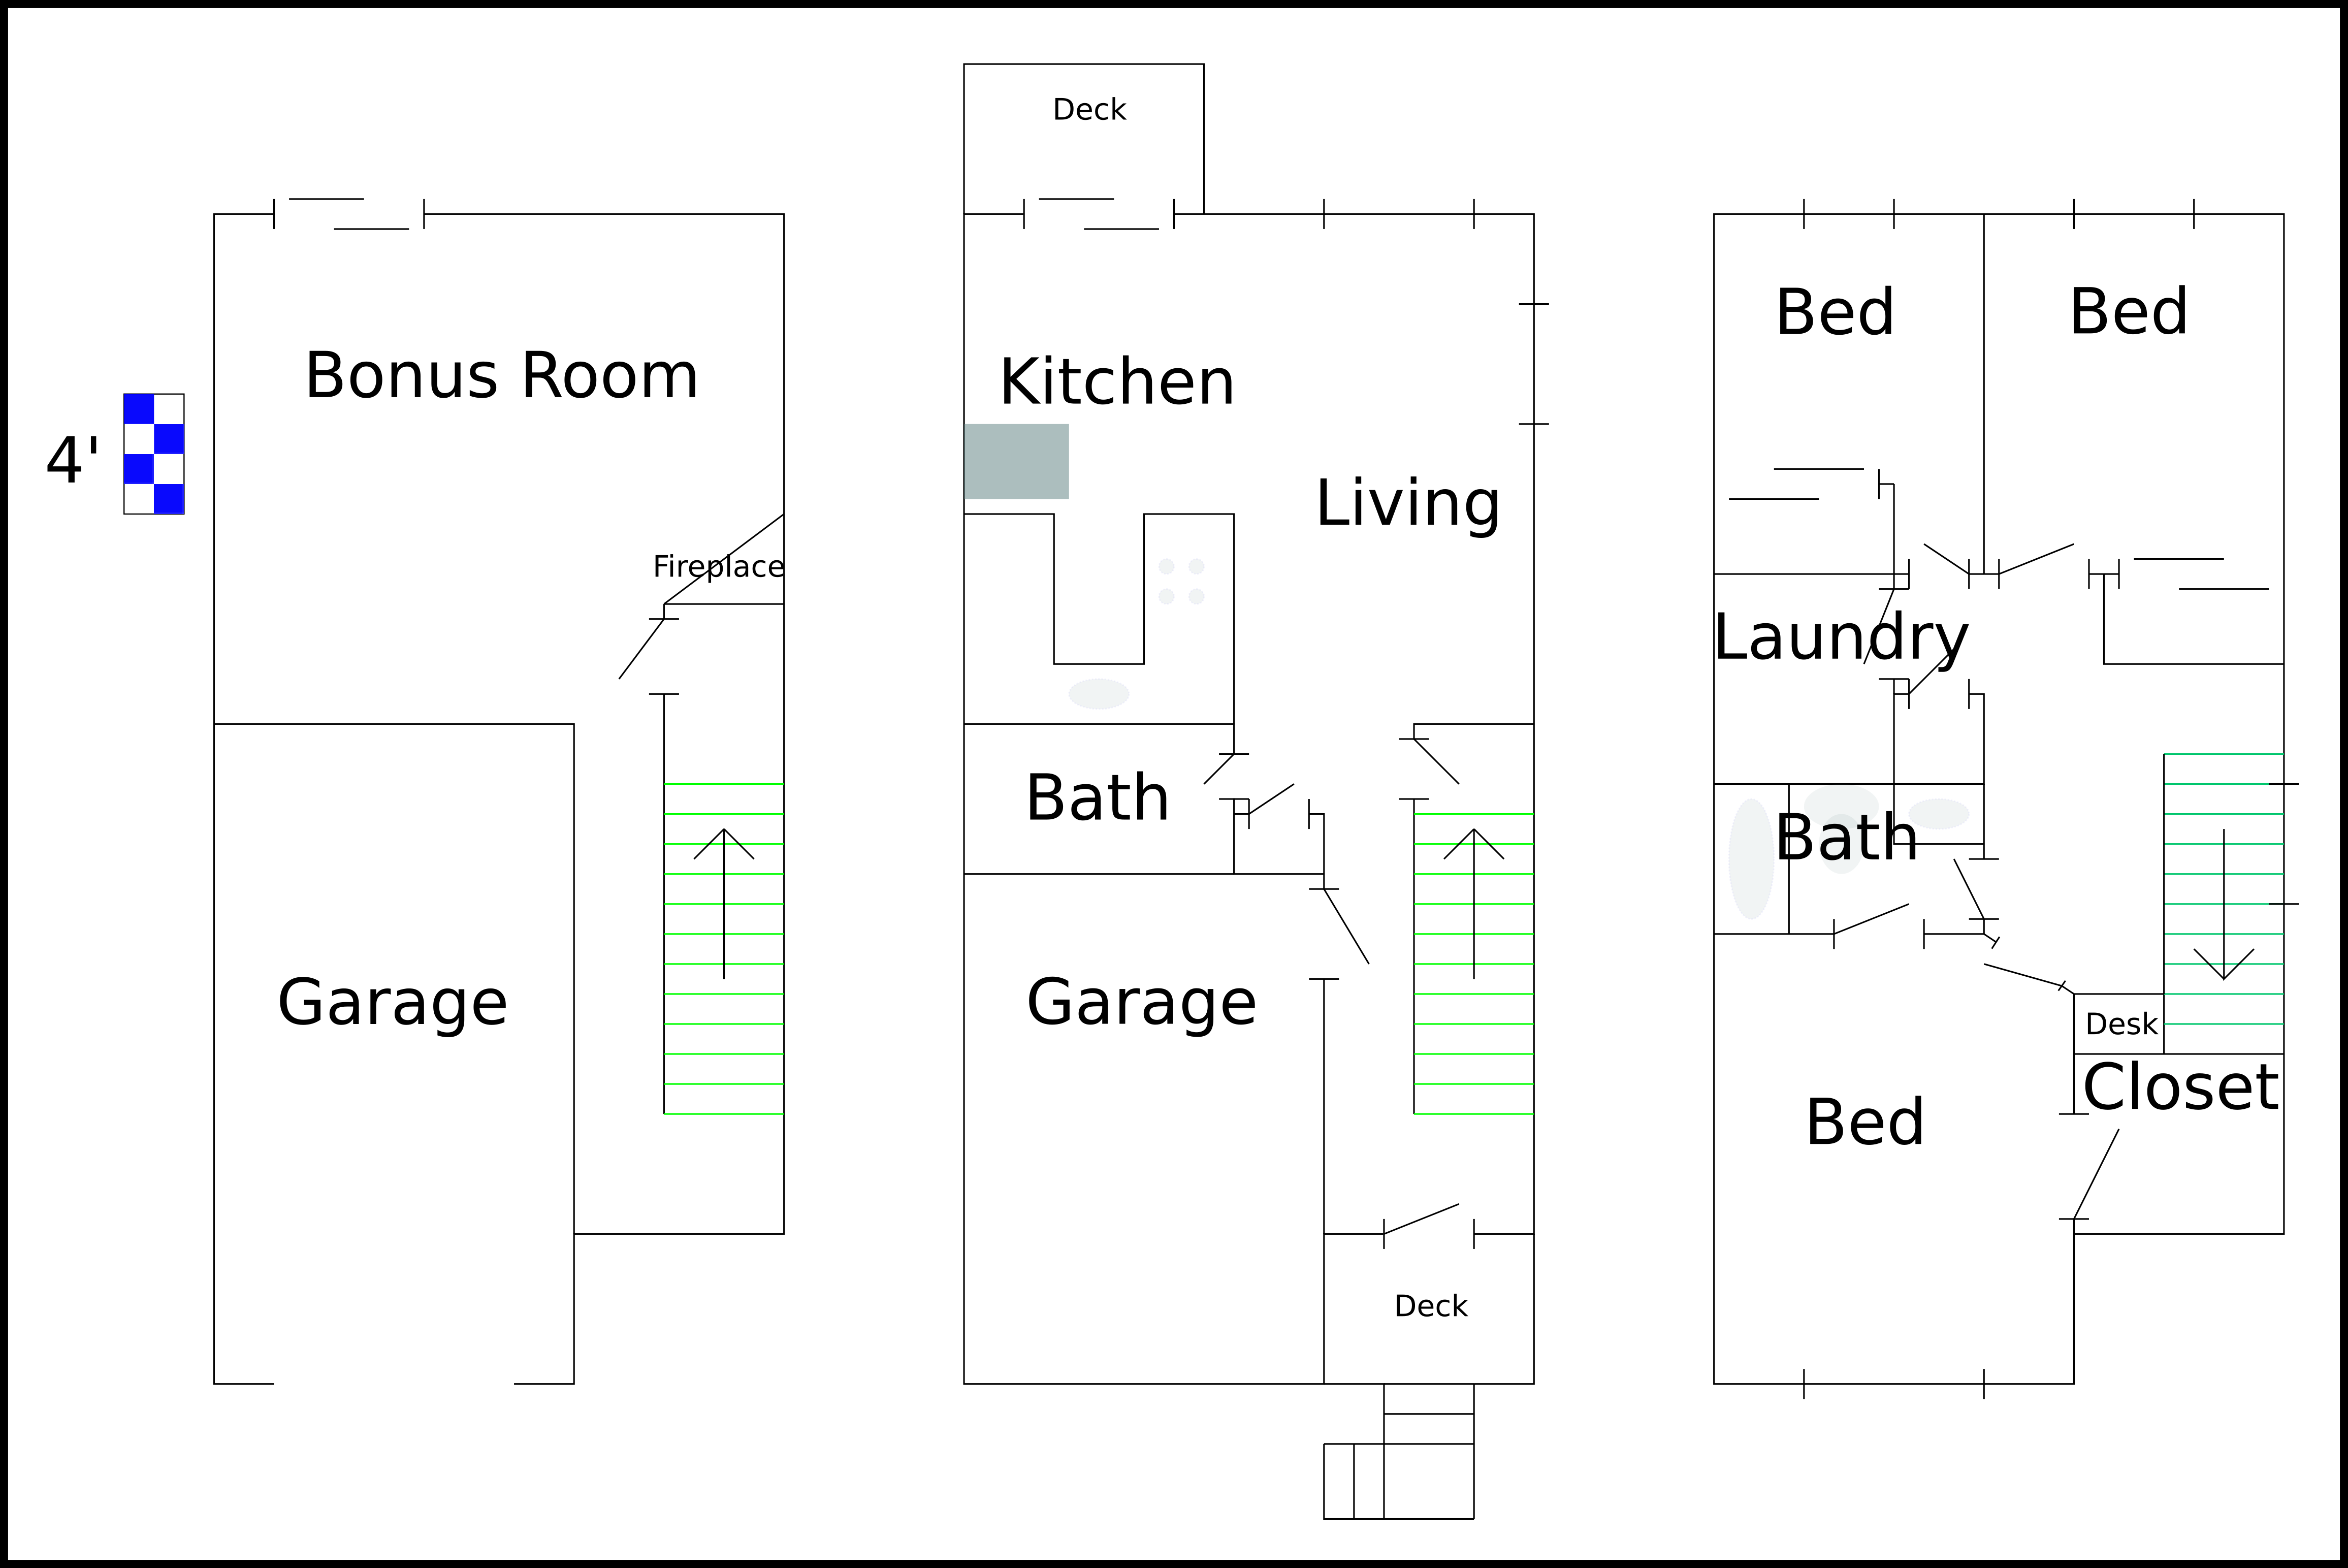 4'
Bonus Room
Fireplace
Garage
Deck
Kitchen
Living
Bath
Garage
Deck
Bed
Bed
Laundry
Bath
Desk
Closet
Bed